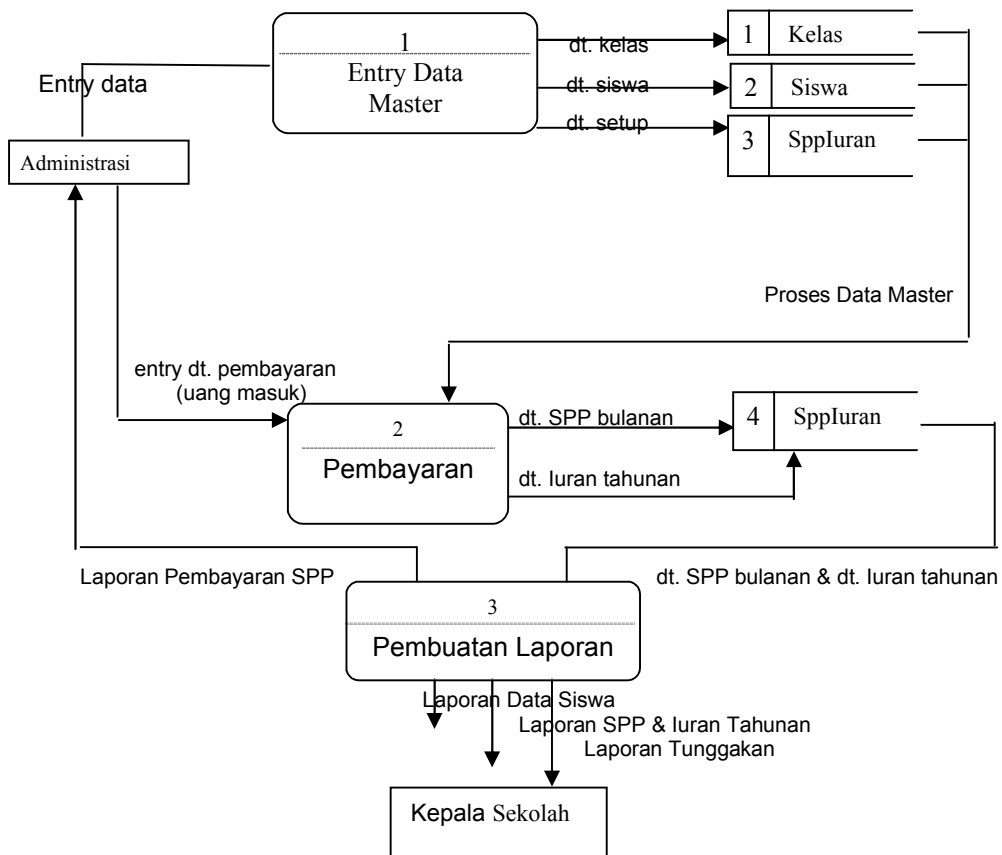 1
Entry Data
Master
dt. kelas
dt. siswa
dt. setup
1 Kelas
2 Siswa
3 SppIuran
Entry data
Administrasi
Proses Data Master
entry dt. pembayaran
(uang masuk)
2
Pembayaran
dt. SPP bulanan
dt. Iuran tahunan
4 SppIuran
Laporan Pembayaran SPP
dt. SPP bulanan & dt. Iuran tahunan
3
Pembuatan Laporan
Laporan Data Siswa
Laporan SPP & Iuran Tahunan
Laporan Tunggakan
Kepala Sekolah